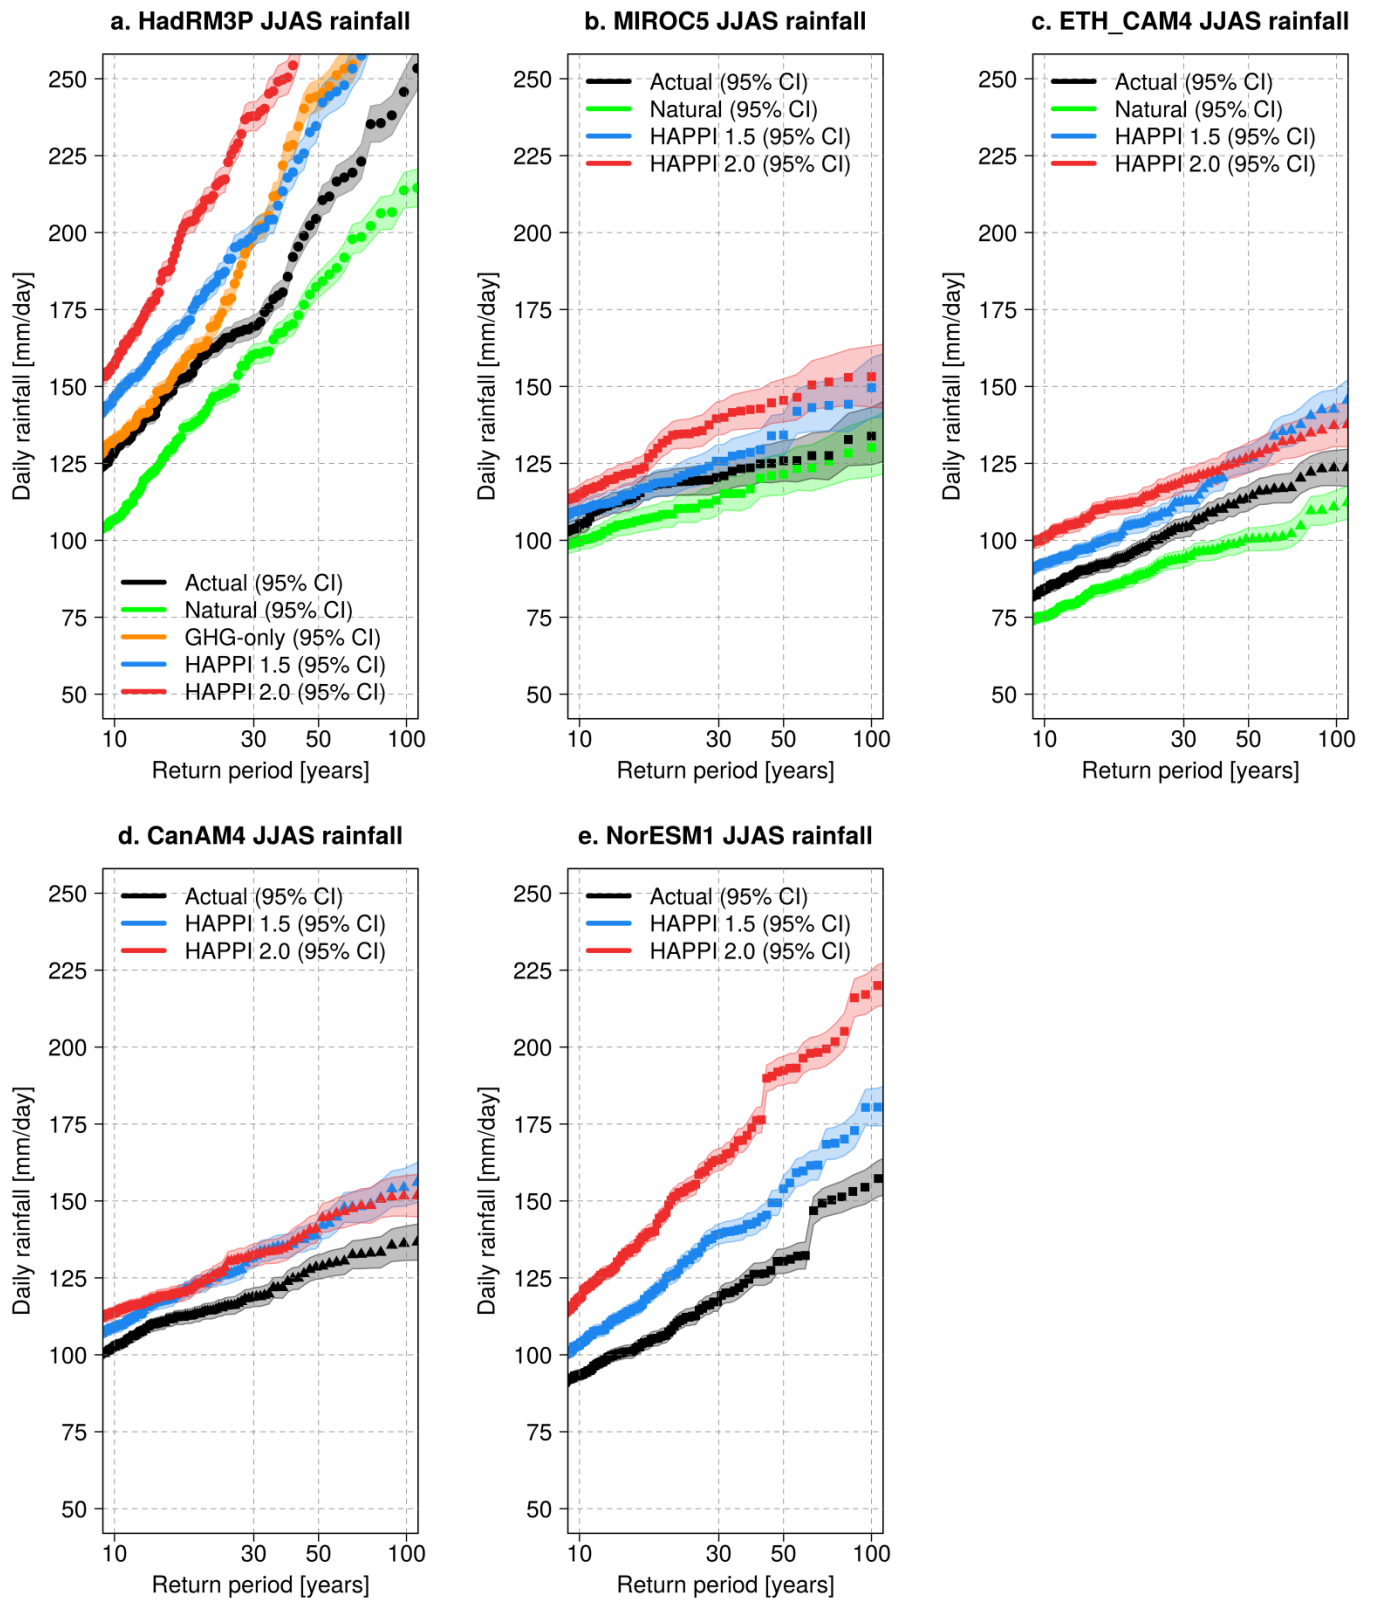 a. HadRM3P JJAS rainfall
250
225
200
175
150
125
100
75
50
Daily rainfall [mm/day]
Actual (95% CI)
Natural (95% CI)
GHG-only (95% CI)
HAPPI 1.5 (95% CI)
HAPPI 2.0 (95% CI)
10 30 50 100
Return period [years]
b. MIROC5 JJAS rainfall
250
225
200
175
150
125
100
75
50
Daily rainfall [mm/day]
Actual (95% CI)
Natural (95% CI)
HAPPI 1.5 (95% CI)
HAPPI 2.0 (95% CI)
10 30 50 100
Return period [years]
c. ETH_CAM4 JJAS rainfall
250
225
200
175
150
125
100
75
50
Daily rainfall [mm/day]
Actual (95% CI)
Natural (95% CI)
HAPPI 1.5 (95% CI)
HAPPI 2.0 (95% CI)
10 30 50 100
Return period [years]
d. CanAM4 JJAS rainfall
250
225
200
175
150
125
100
75
50
Daily rainfall [mm/day]
Actual (95% CI)
HAPPI 1.5 (95% CI)
HAPPI 2.0 (95% CI)
10 30 50 100
Return period [years]
e. NorESM1 JJAS rainfall
250
225
200
175
150
125
100
75
50
Daily rainfall [mm/day]
Actual (95% CI)
HAPPI 1.5 (95% CI)
HAPPI 2.0 (95% CI)
10 30 50 100
Return period [years]